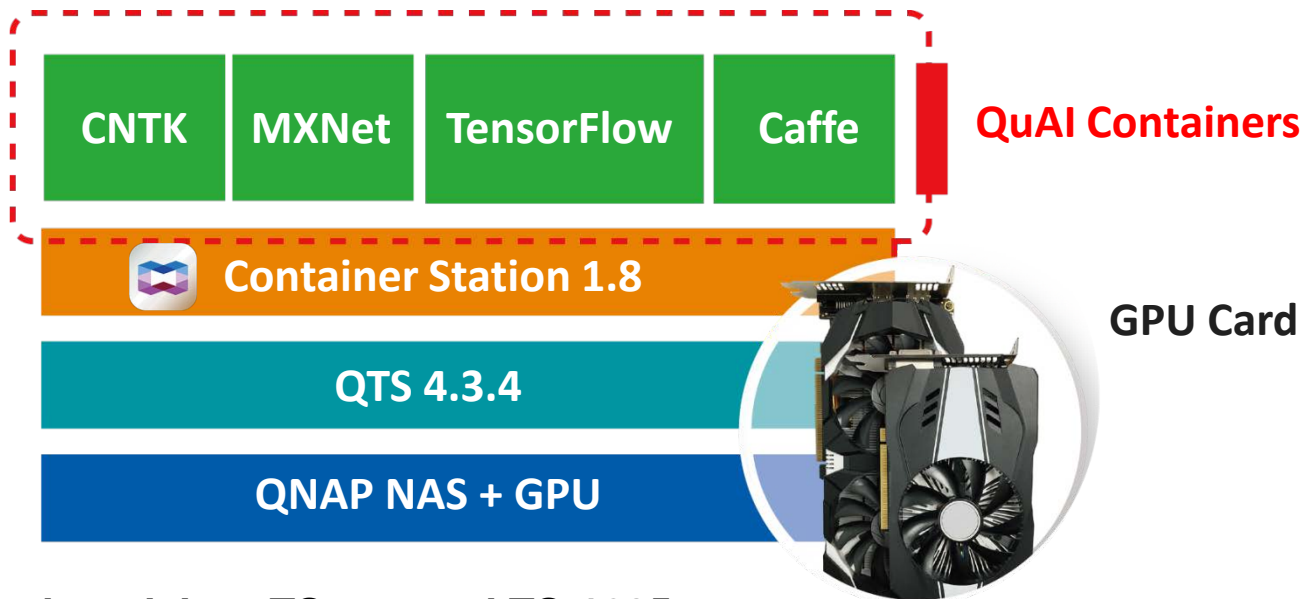 CNTK
MXNet
TensorFlow
Caffe
QuAI Containers
Container Station 1.8
GPU Card
QTS 4.3.4
QNAP NAS + GPU